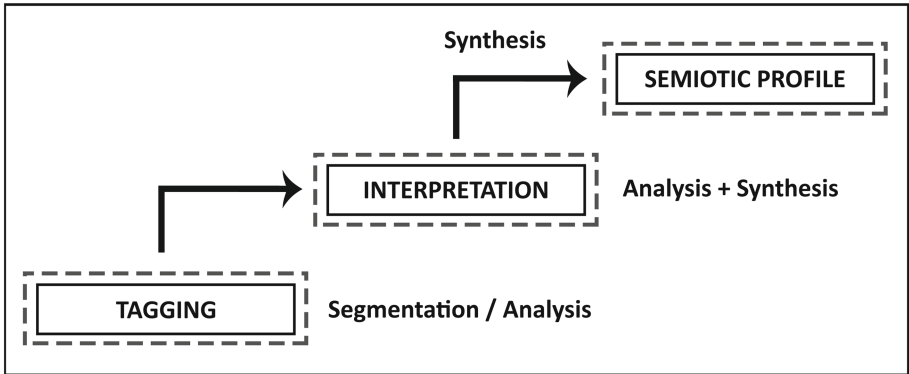 Synthesis
SEMIOTIC PROFILE
INTERPRETATION
Analysis + Synthesis
TAGGING
Segmentation / Analysis